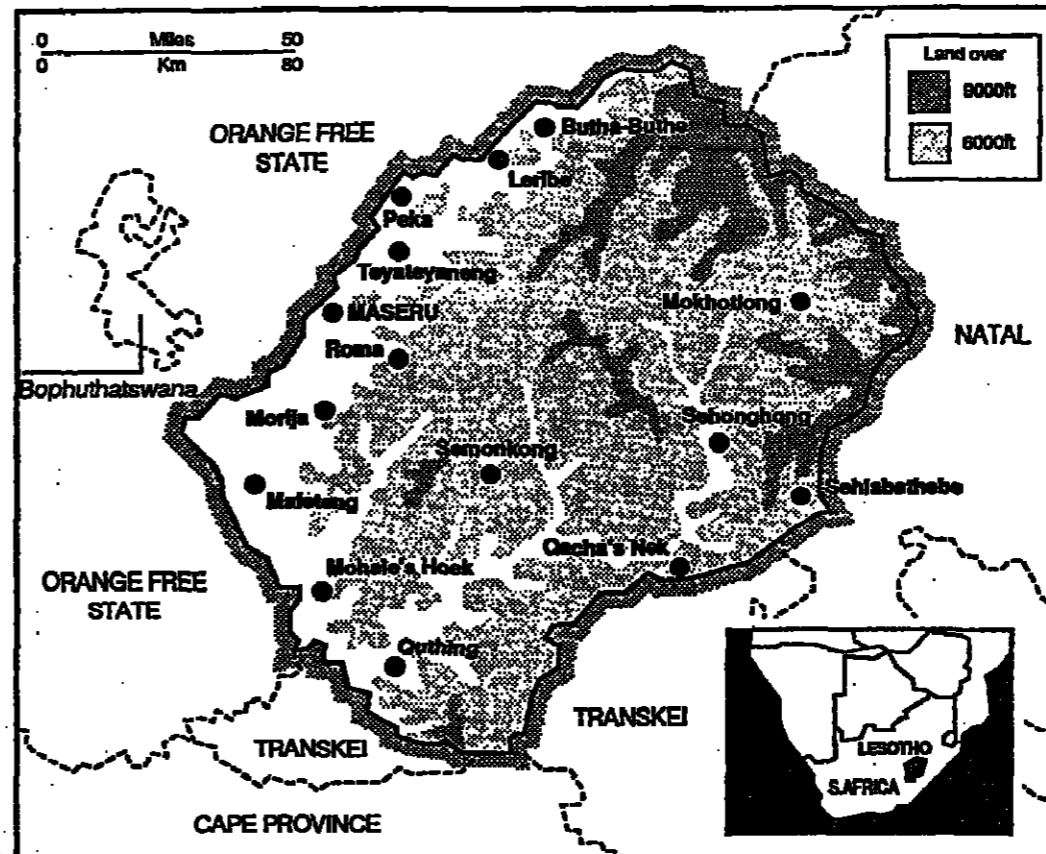 0 Miles 50
0 Km 80
Land over
9000ft
6000ft
ORANGE FREE
STATE
Butha-Buthe
Leribe
Peka
Teyateyaneng
MASERU
Mokhotlong
NATAL
Roma
Bophuthatswana
Morija
Sehonghong
Semonkong
Mafeteng
Sehlabathebe
Qacha's Nek
Mohale's Hoek
ORANGE FREE
STATE
Quthing
TRANSKEI
TRANSKEI
LESOTHO
S.AFRICA
CAPE PROVINCE